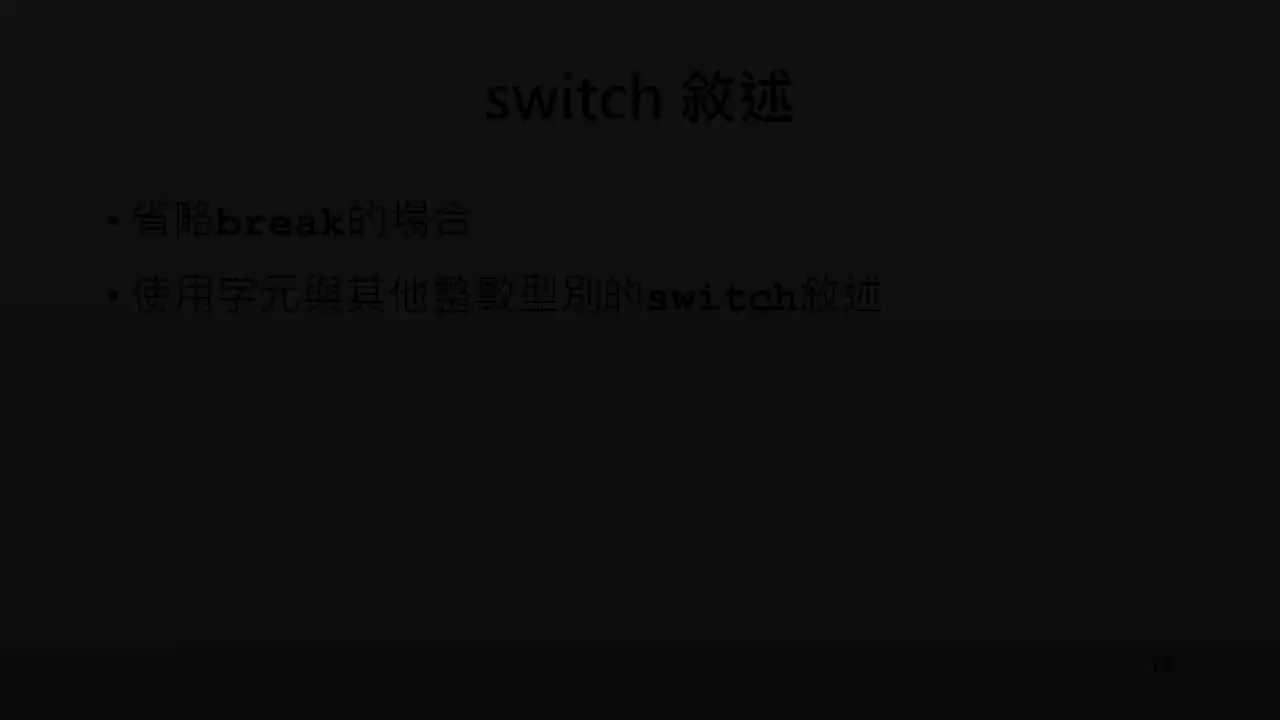 switch 敘述
• 省略break的場合
• 使用字元與其他整數型別的switch敘述